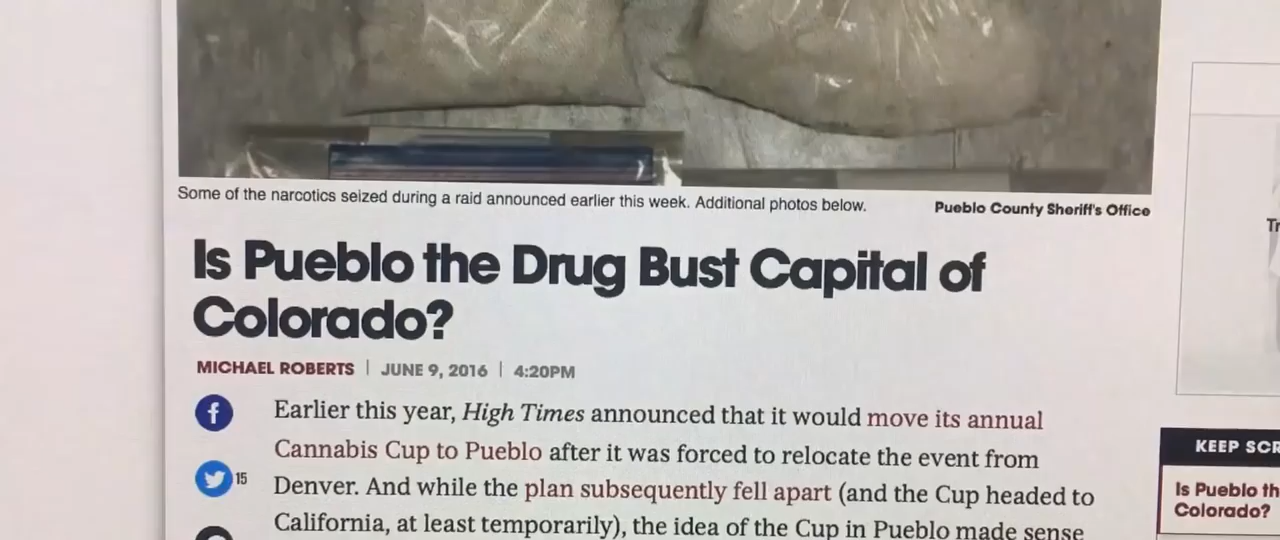 Some of the narcotics seized during a raid announced earlier this week. Additional photos below.
Pueblo County Sheriff's Office
Is Pueblo the Drug Bust Capital of
Colorado?
MICHAEL ROBERTS | JUNE 9, 2016 | 4:20PM
f
Earlier this year, High Times announced that it would move its annual
Cannabis Cup to Pueblo after it was forced to relocate the event from
15
Denver. And while the plan subsequently fell apart (and the Cup headed to
California, at least temporarily), the idea of the Cup in Pueblo made sense
Tr
KEEP SCR
Is Pueblo th
Colorado?